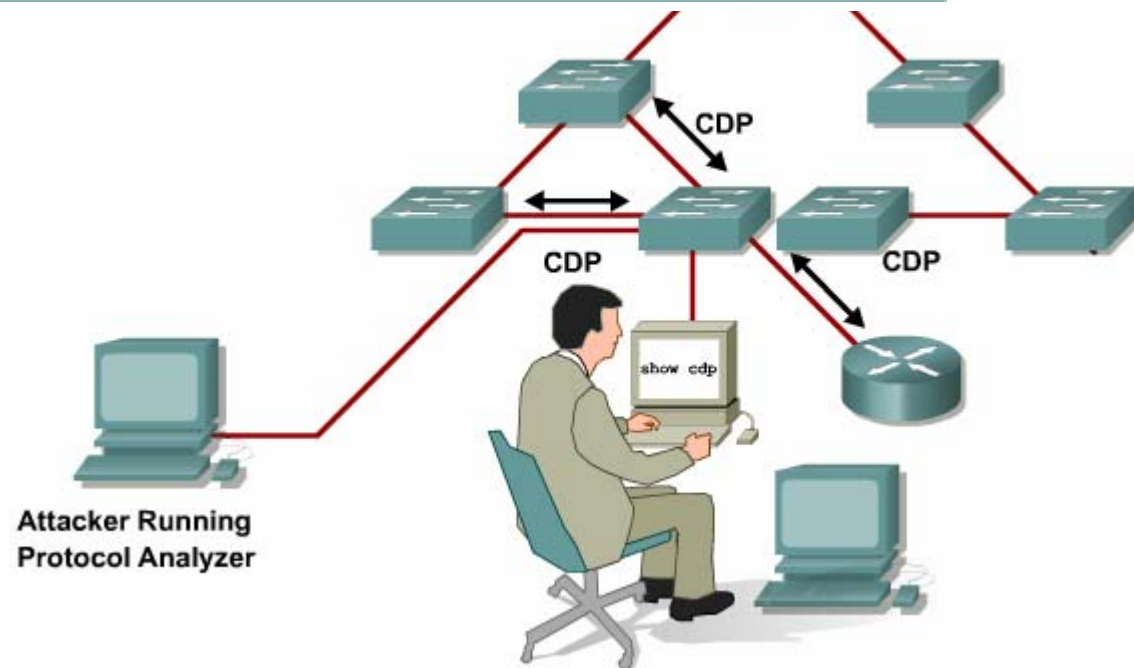 CDP
CDP
CDP
show cdp
Attacker Running
Protocol Analyzer